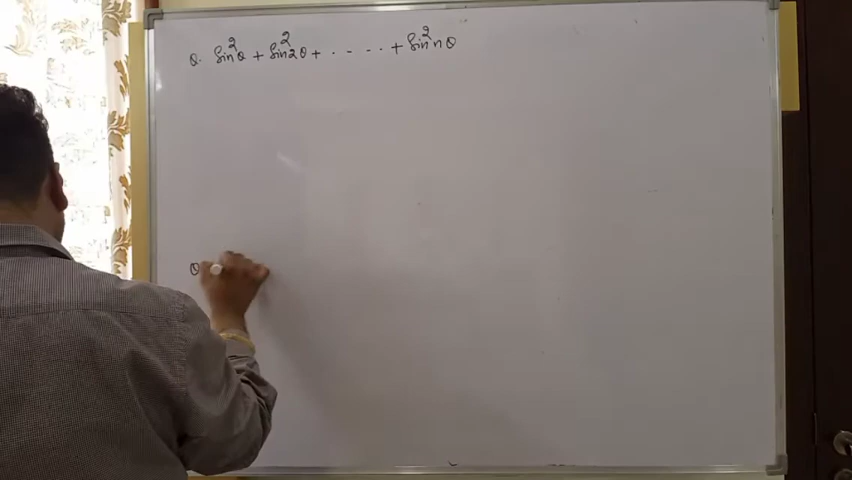 Q. sin²θ + sin²2θ + . - - . . + sin²nθ
Q